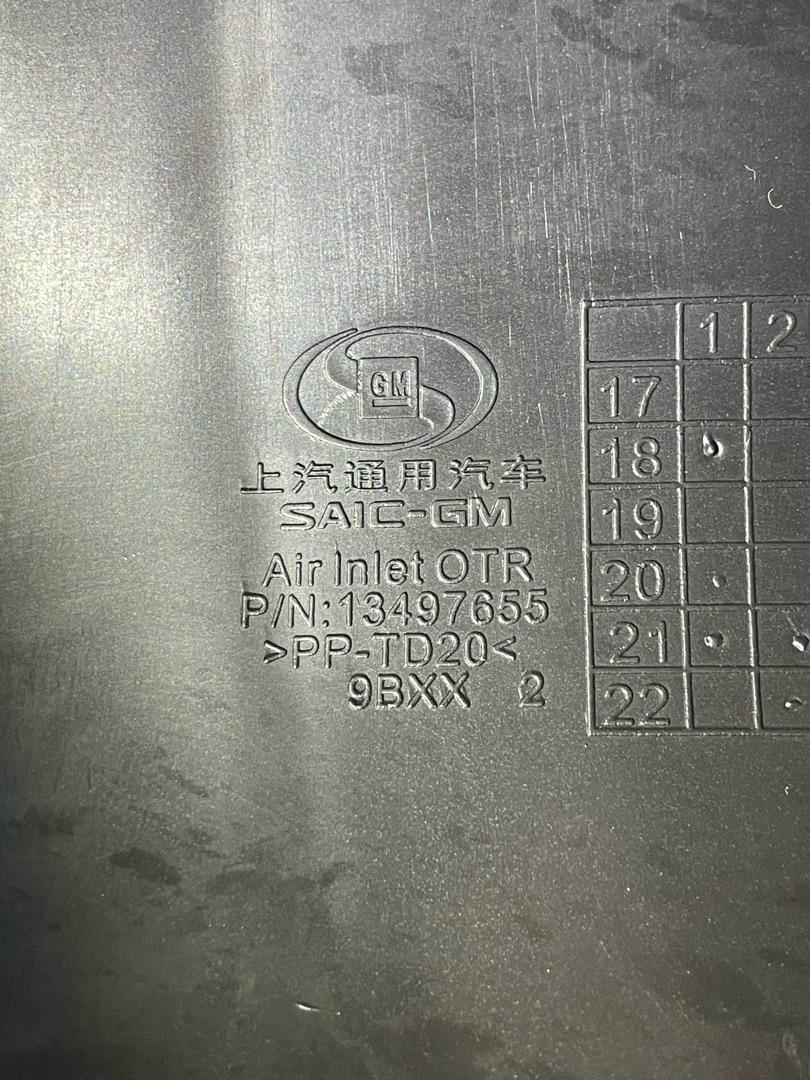 GM
上汽通用汽车
SAIC-GM
Air Inlet OTR
P/N:13497655
>PP-TD20<
9BXX 2
1 2
17
18
19
20
21
22